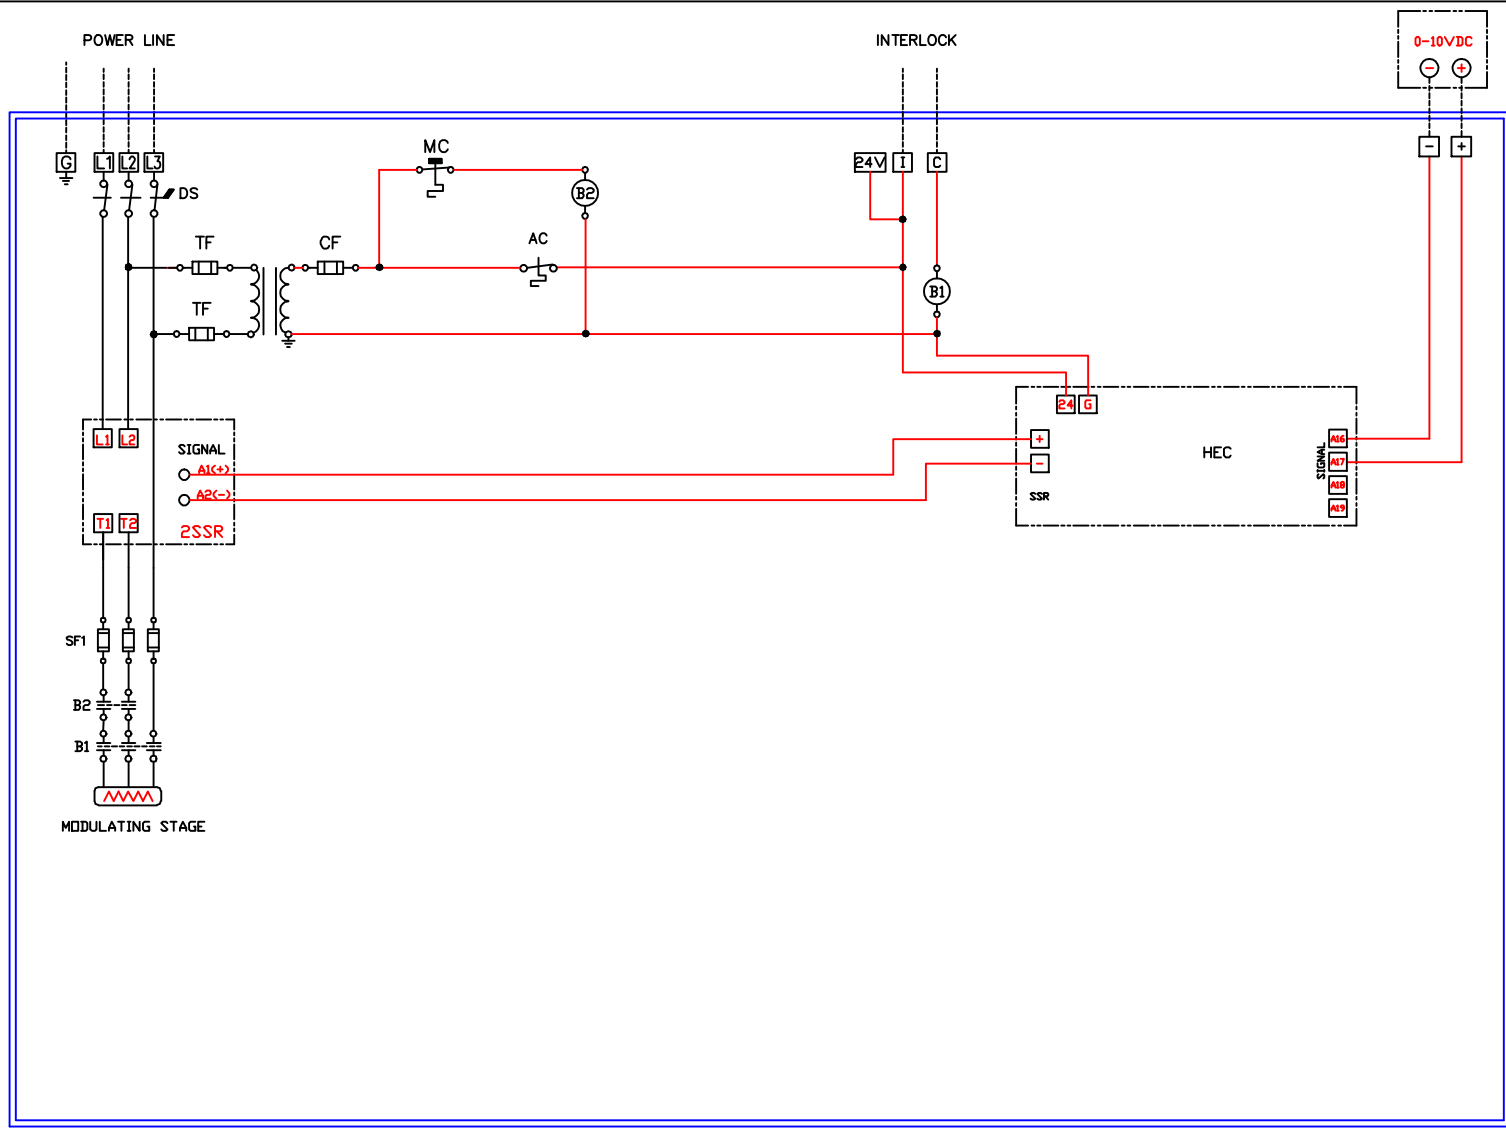 POWER LINE
INTERLOCK
0-10VDC
- +
MC
- +
G L1 L2 L3
24V I C
DS
B2
TF
CF
AC
B1
TF
24 G
L1 L2
SIGNAL
A1(+)
A2(-)
+
-
HEC
SIGNAL
A16
A17
A18
A19
SSR
T1 T2
2SSR
SF1
B2
B1
MODULATING STAGE